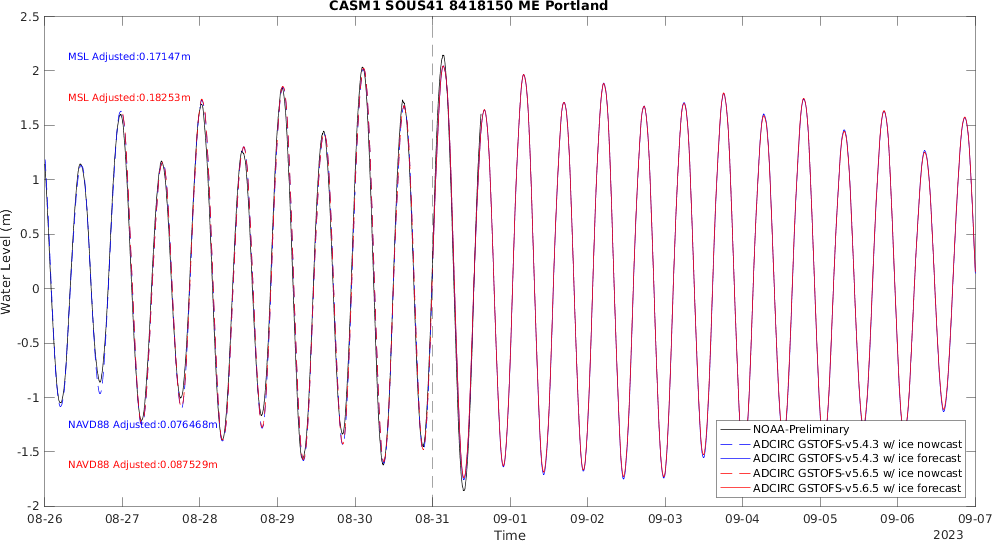 CASM1 SOUS41 8418150 ME Portland
2.5
2
1.5
1
0.5
0
-0.5
-1
-1.5
-2
Water Level (m)
MSL Adjusted:0.17147m
MSL Adjusted:0.18253m
NAVD88 Adjusted:0.076468m
NAVD88 Adjusted:0.087529m
NOAA-Preliminary
ADCIRC GSTOFS-v5.4.3 w/ ice nowcast
ADCIRC GSTOFS-v5.4.3 w/ ice forecast
ADCIRC GSTOFS-v5.6.5 w/ ice nowcast
ADCIRC GSTOFS-v5.6.5 w/ ice forecast
08-26 08-27 08-28 08-29 08-30 08-31 09-01 09-02 09-03 09-04 09-05 09-06 09-07
Time
2023